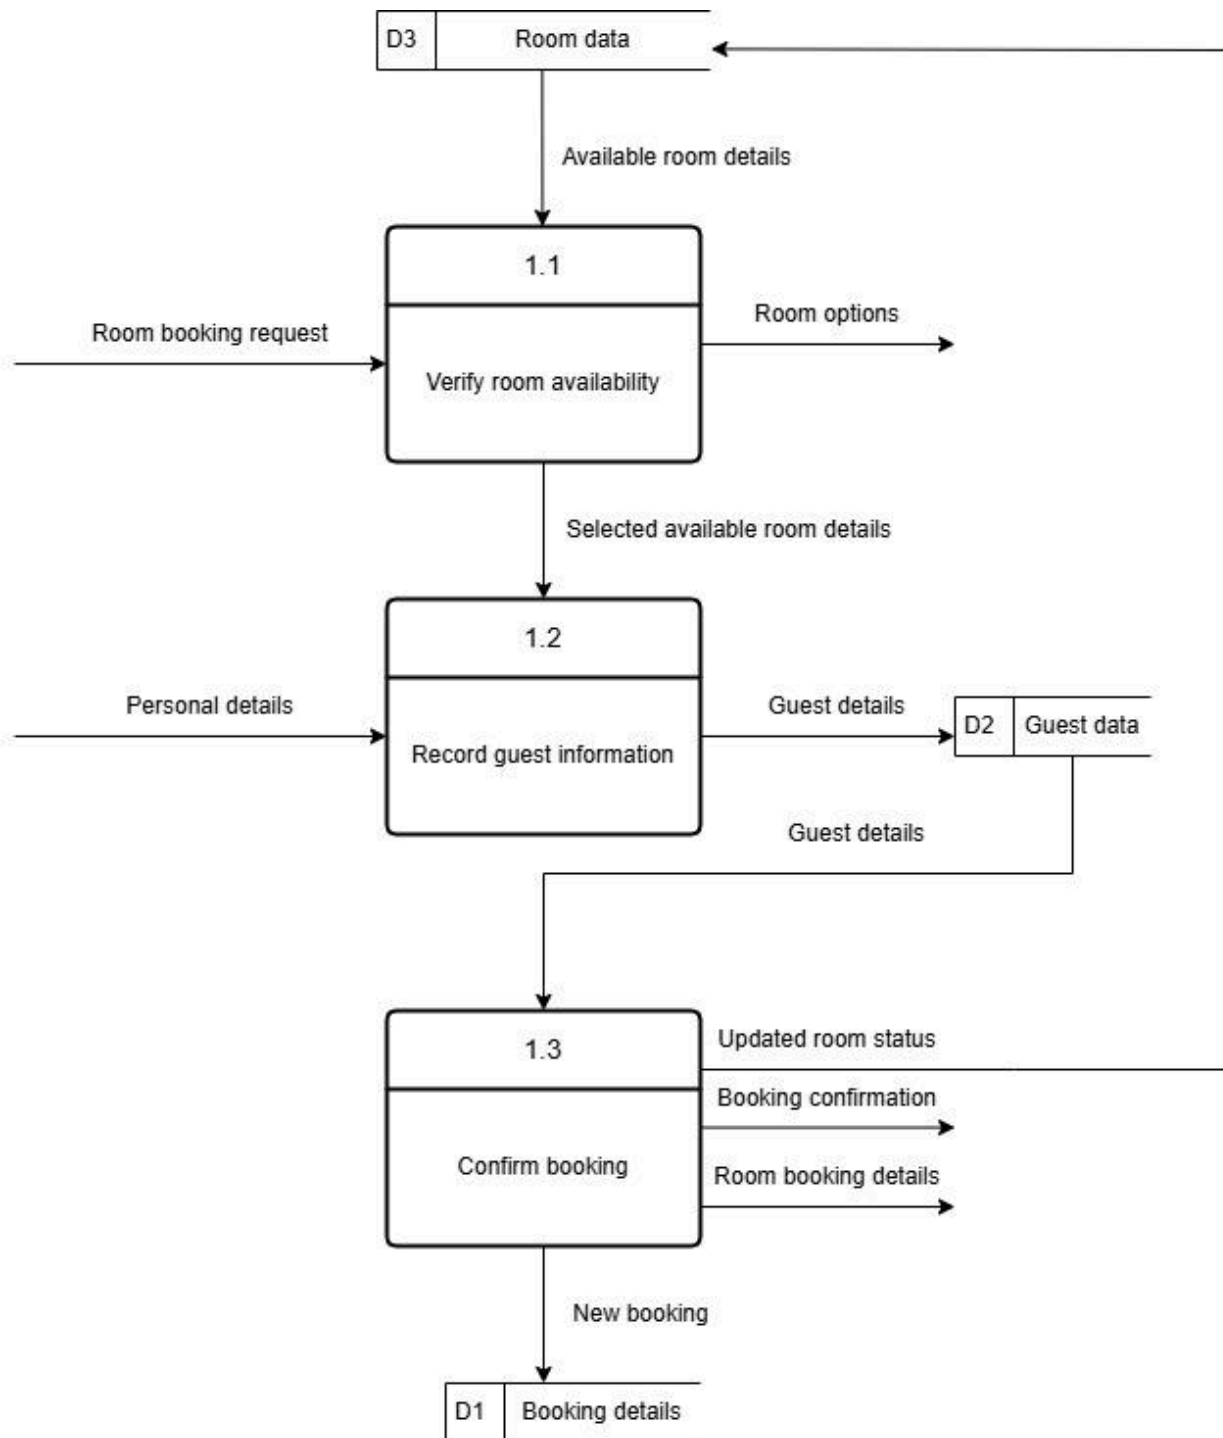 D3
Room data
Available room details
1.1
Room options
Room booking request
Verify room availability
Selected available room details
1.2
Personal details
Guest details
D2
Guest data
Record guest information
Guest details
1.3
Updated room status
Booking confirmation
Confirm booking
Room booking details
New booking
D1
Booking details